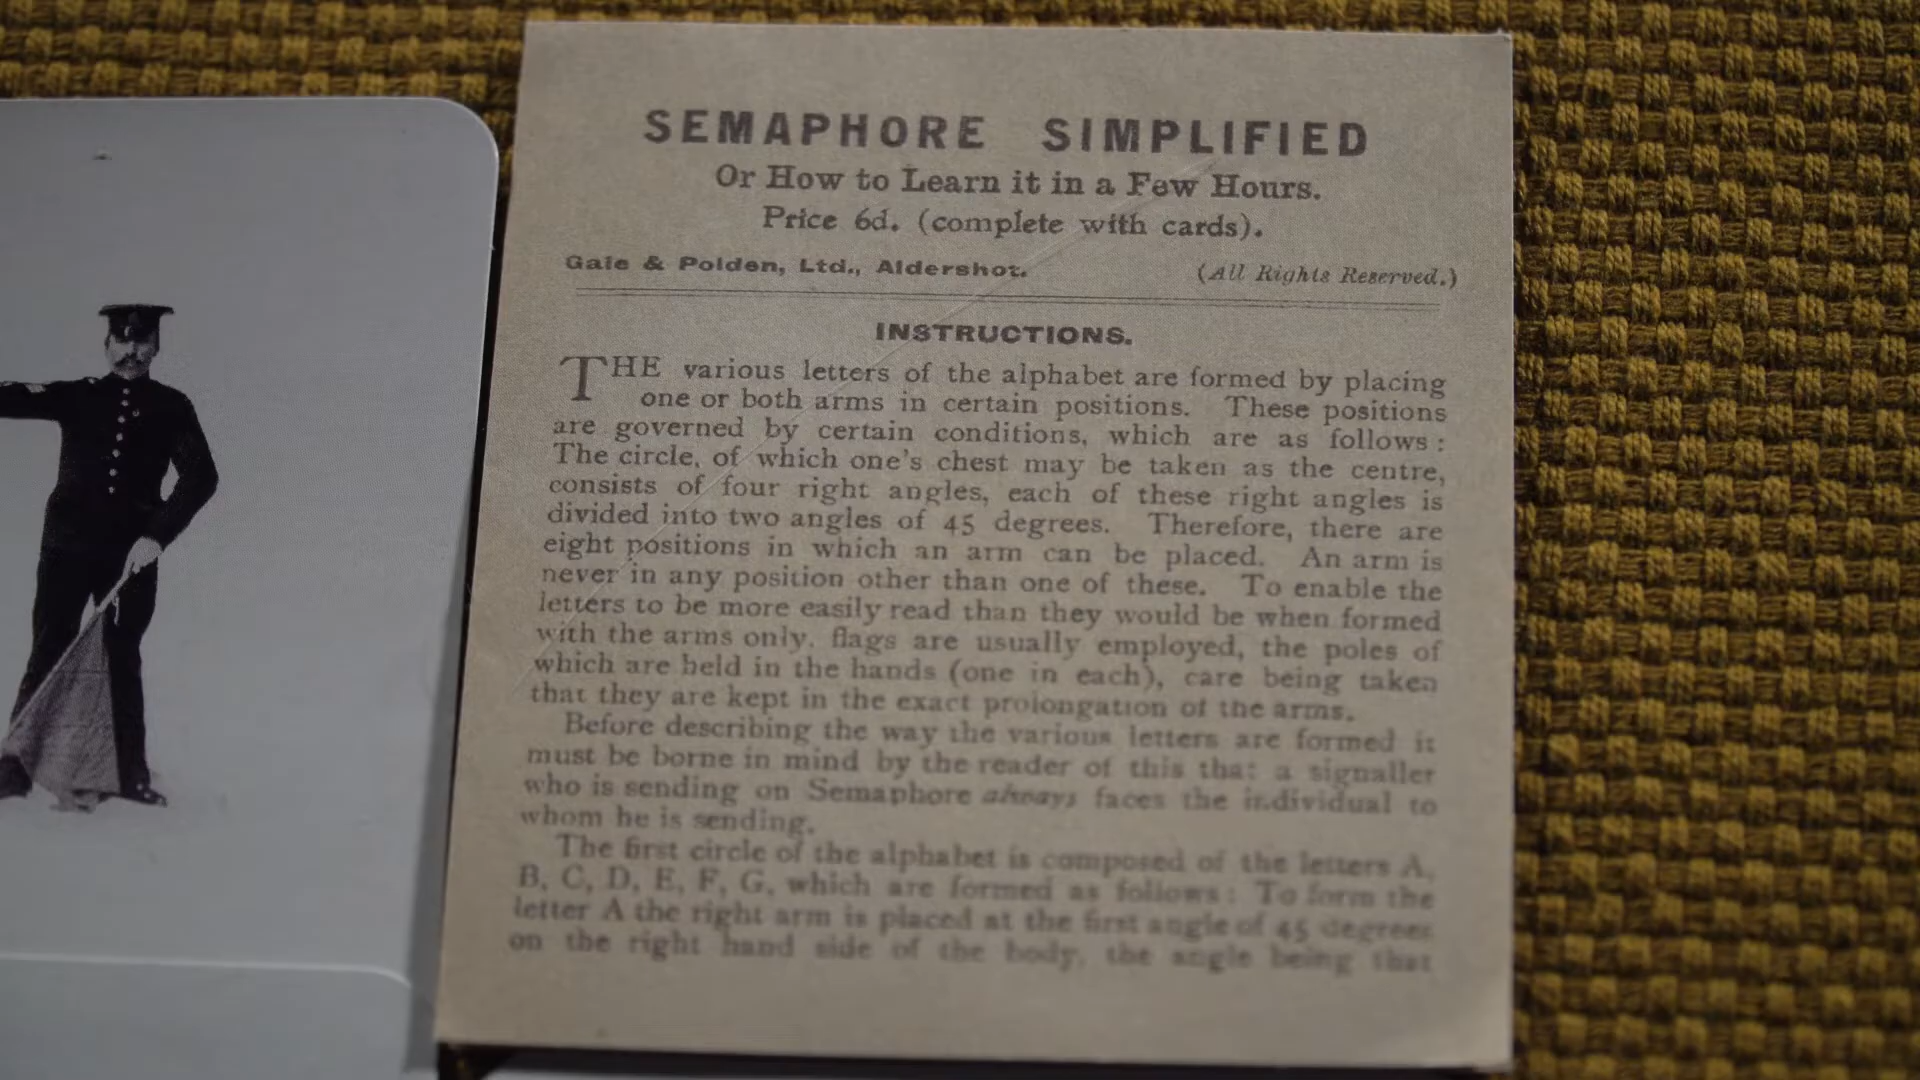 SEMAPHORE SIMPLIFIED
Or How to Learn it in a Few Hours.
Price 6d. (complete with cards).
Gale & Polden, Ltd., Aldershot. (All Rights Reserved.)
INSTRUCTIONS.
THE various letters of the alphabet are formed by placing
one or both arms in certain positions. These positions
are governed by certain conditions, which are as follows:
The circle, of which one's chest may be taken as the centre,
consists of four right angles, each of these right angles is
divided into two angles of 45 degrees. Therefore, there are
eight positions in which an arm can be placed. An arm is
never in any position other than one of these. To enable the
letters to be more easily read than they would be when formed
with the arms only, flags are usually employed, the poles of
which are held in the hands (one in each), care being taken
that they are kept in the exact prolongation of the arms.
Before describing the way the various letters are formed it
must be borne in mind by the reader of this that a signaller
who is sending on Semaphore always faces the individual to
whom he is sending.
The first circle of the alphabet is composed of the letters A,
B, C, D, E, F, G, which are formed as follows: To form the
letter A the right arm is placed at the first angle of 45 degrees
on the right hand side of the body, the angle being that